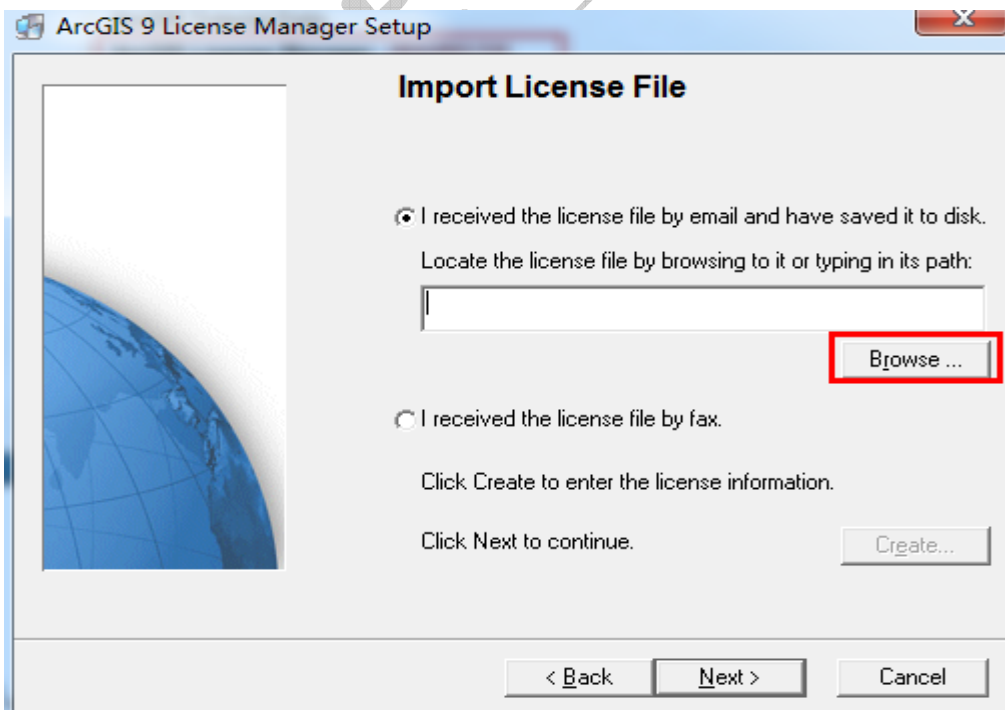 ArcGIS 9 License Manager Setup
Import License File
I received the license file by email and have saved it to disk.
Locate the license file by browsing to it or typing in its path:
Browse ...
I received the license file by fax.
Click Create to enter the license information.
Click Next to continue.
Create...
< Back
Next >
Cancel